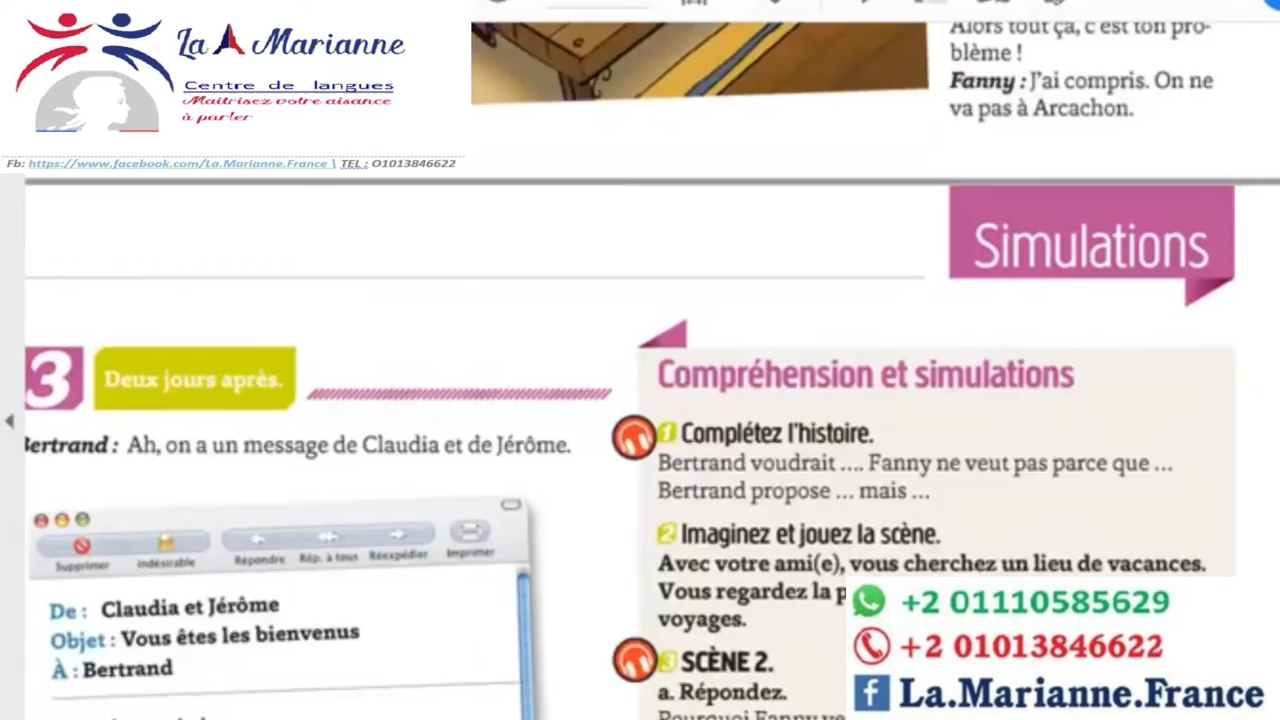 La Marianne
Centre de langues
Maitrisez votre aisance
à parler
Fb: https://www.facebook.com/La.Marianne.France \ TEL : O1013846622
Alors tout ça, c'est ton pro-
blème !
Fanny : J'ai compris. On ne
va pas à Arcachon.
Simulations
3 Deux jours après.
Bertrand : Ah, on a un message de Claudia et de Jérôme.
Supprimer Indésirable Répondre Rép. à tous Réexpédier Imprimer
De : Claudia et Jérôme
Objet : Vous êtes les bienvenus
À : Bertrand
Compréhension et simulations
1 Complétez l'histoire.
Bertrand voudrait .... Fanny ne veut pas parce que ...
Bertrand propose ... mais ...
2 Imaginez et jouez la scène.
Avec votre ami(e), vous cherchez un lieu de vacances.
Vous regardez la p
voyages.
3 SCÈNE 2.
a. Répondez.
Pourquoi Fanny ve
+2 01110585629
+2 01013846622
La.Marianne.France